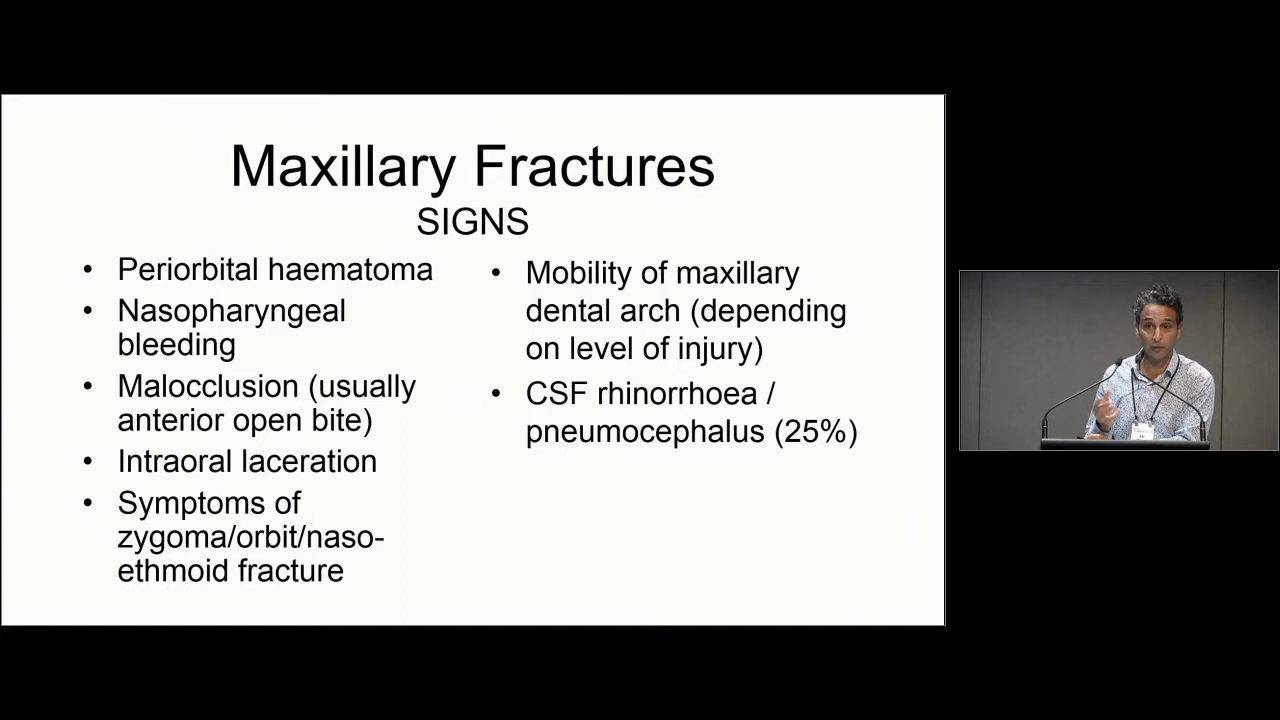 Maxillary Fractures
SIGNS
• Periorbital haematoma
• Nasopharyngeal
bleeding
• Malocclusion (usually
anterior open bite)
• Intraoral laceration
• Symptoms of
zygoma/orbit/naso-
ethmoid fracture
• Mobility of maxillary
dental arch (depending
on level of injury)
• CSF rhinorrhoea /
pneumocephalus (25%)